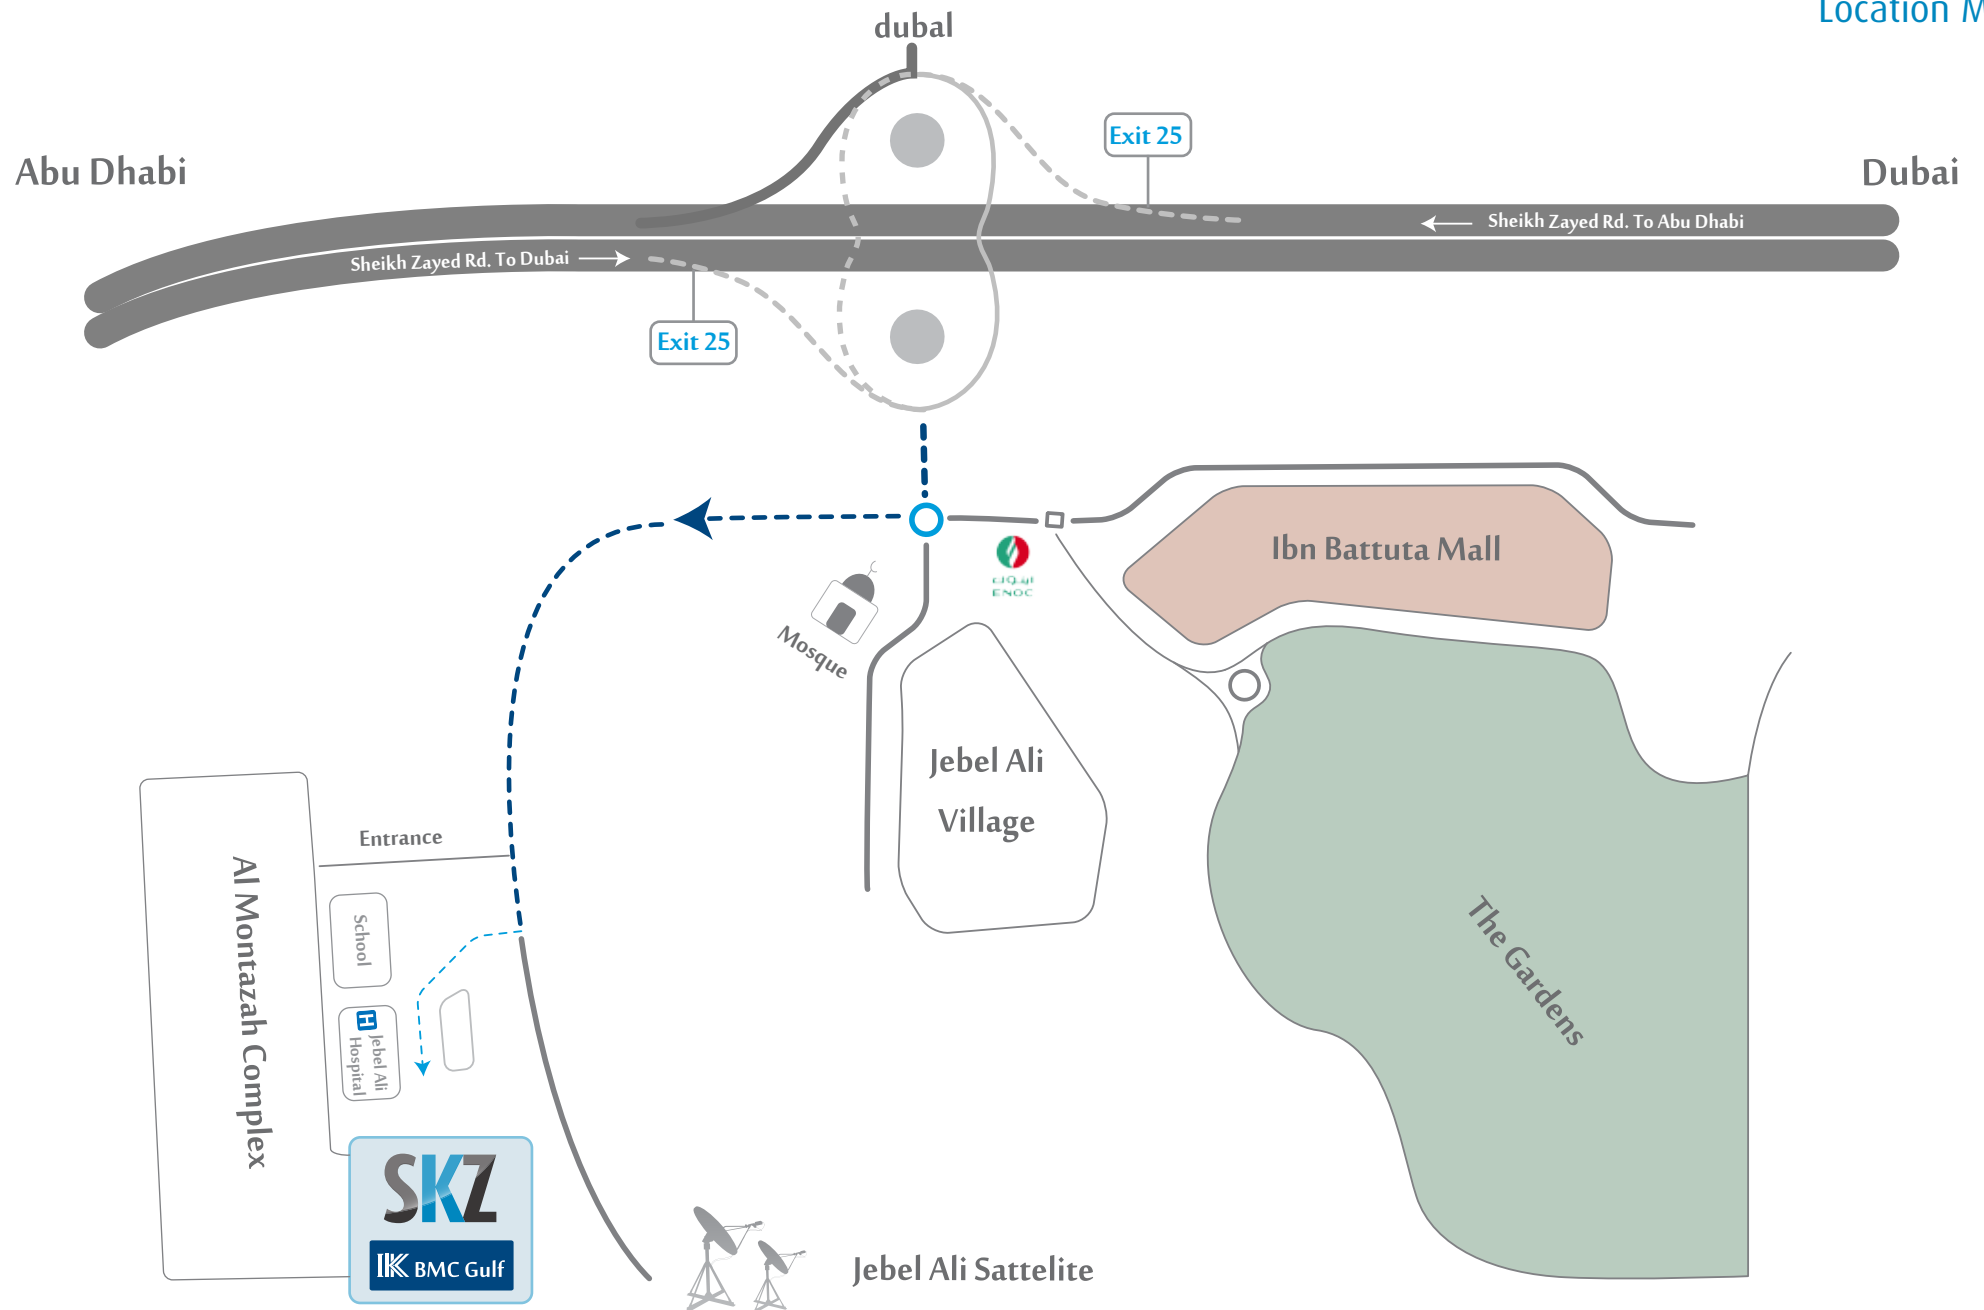 Location M
dubal
Exit 25
Abu Dhabi
Dubai
Sheikh Zayed Rd. To Abu Dhabi
Sheikh Zayed Rd. To Dubai
Exit 25
Ibn Battuta Mall
اينوك
ENOC
Mosque
Jebel Ali
Village
Entrance
Al Montazah Complex
School
The Gardens
H
Jebel Ali
Hospital
SKZ
IKK BMC Gulf
Jebel Ali Sattelite